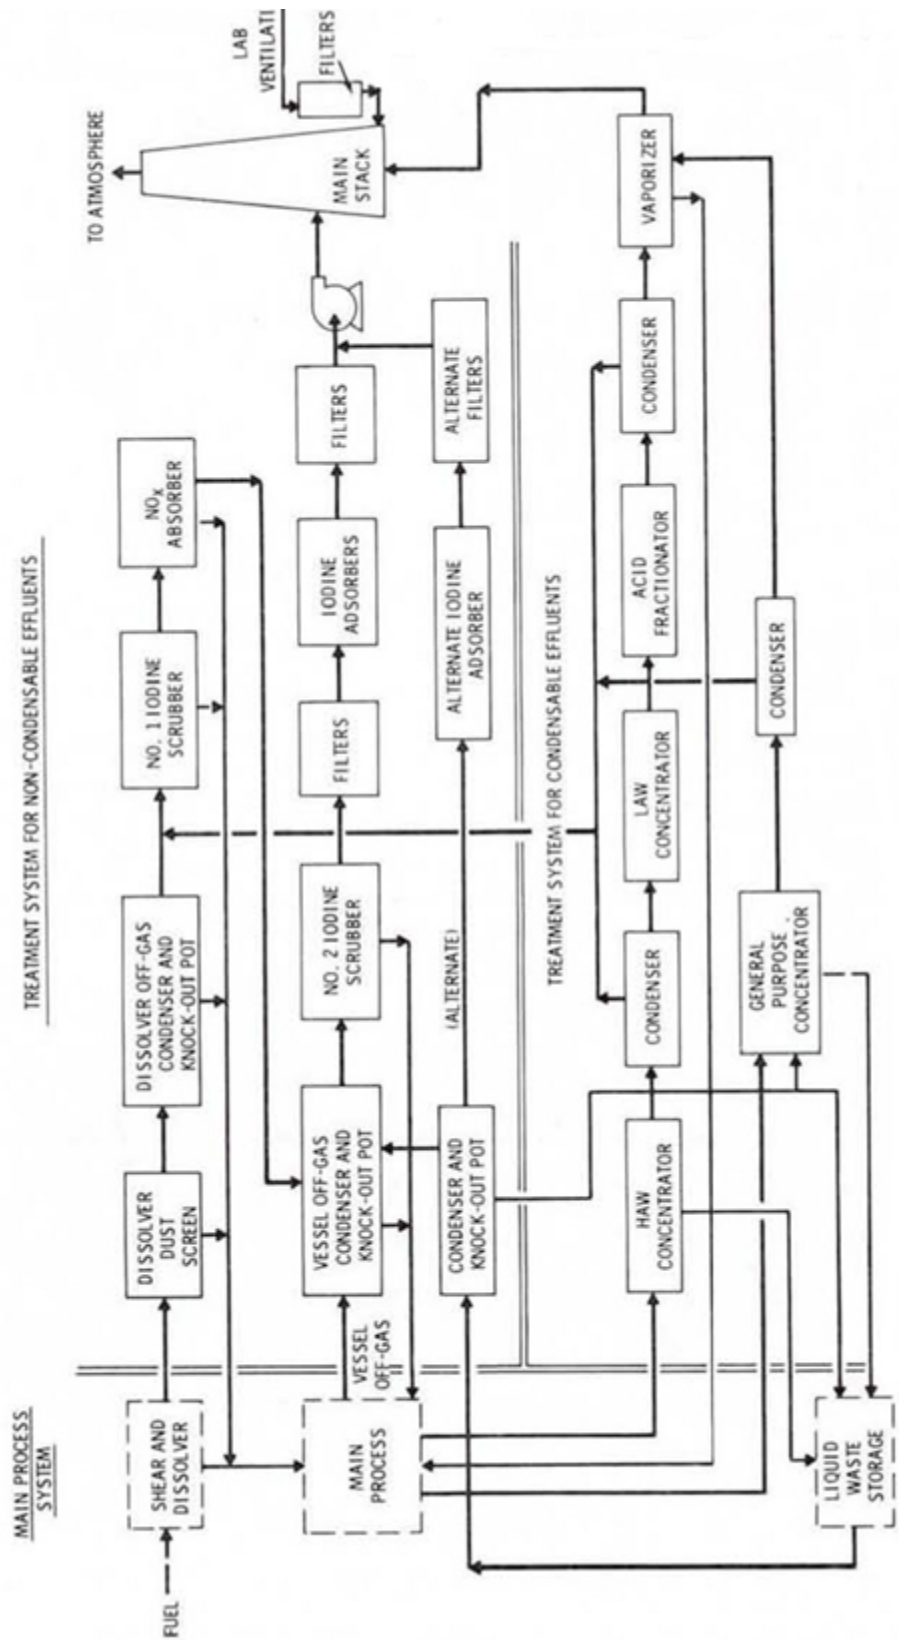 MAIN PROCESS
SYSTEM
TREATMENT SYSTEM FOR NON-CONDENSABLE EFFLUENTS
FUEL
SHEAR AND
DISSOLVER
DISSOLVER
DUST
SCREEN
DISSOLVER OFF-GAS
CONDENSER AND
KNOCK-OUT POT
NO. 1 IODINE
SCRUBBER
NOx
ABSORBER
TO ATMOSPHERE
MAIN
PROCESS
VESSEL
OFF-GAS
VESSEL OFF-GAS
CONDENSER AND
KNOCK-OUT POT
NO. 2 IODINE
SCRUBBER
FILTERS
IODINE
ADSORBERS
FILTERS
MAIN
STACK
LAB
VENTILATI
FILTERS
CONDENSER AND
KNOCK-OUT POT
(ALTERNATE)
ALTERNATE IODINE
ADSORBER
ALTERNATE
FILTERS
TREATMENT SYSTEM FOR CONDENSABLE EFFLUENTS
HAW
CONCENTRATOR
CONDENSER
LAW
CONCENTRATOR
ACID
FRACTIONATOR
CONDENSER
VAPORIZER
GENERAL
PURPOSE
CONCENTRATOR
CONDENSER
LIQUID
WASTE
STORAGE